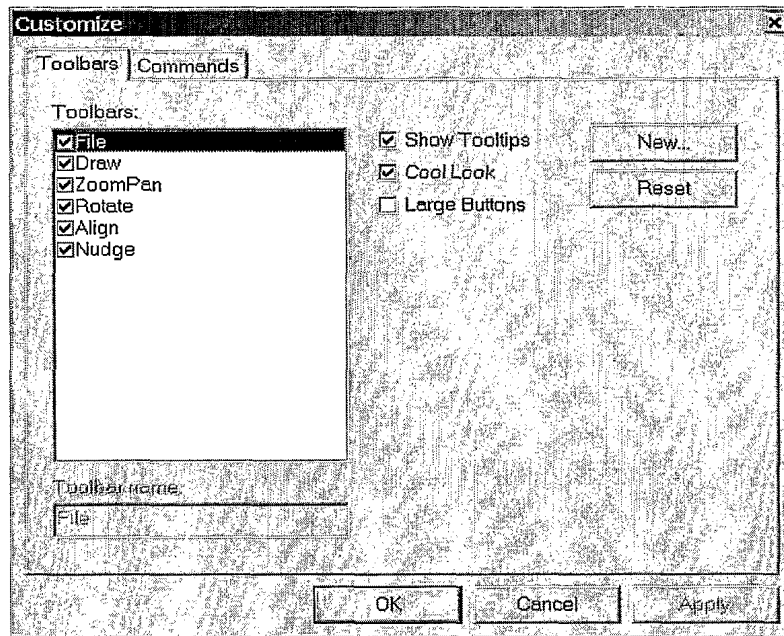 Customize
Toolbars Commands
Toolbars:
File
Draw
ZoomPan
Rotate
Align
Nudge
Show Tooltips
Cool Look
Large Buttons
New...
Reset
Toolbar name:
File
OK Cancel Apply